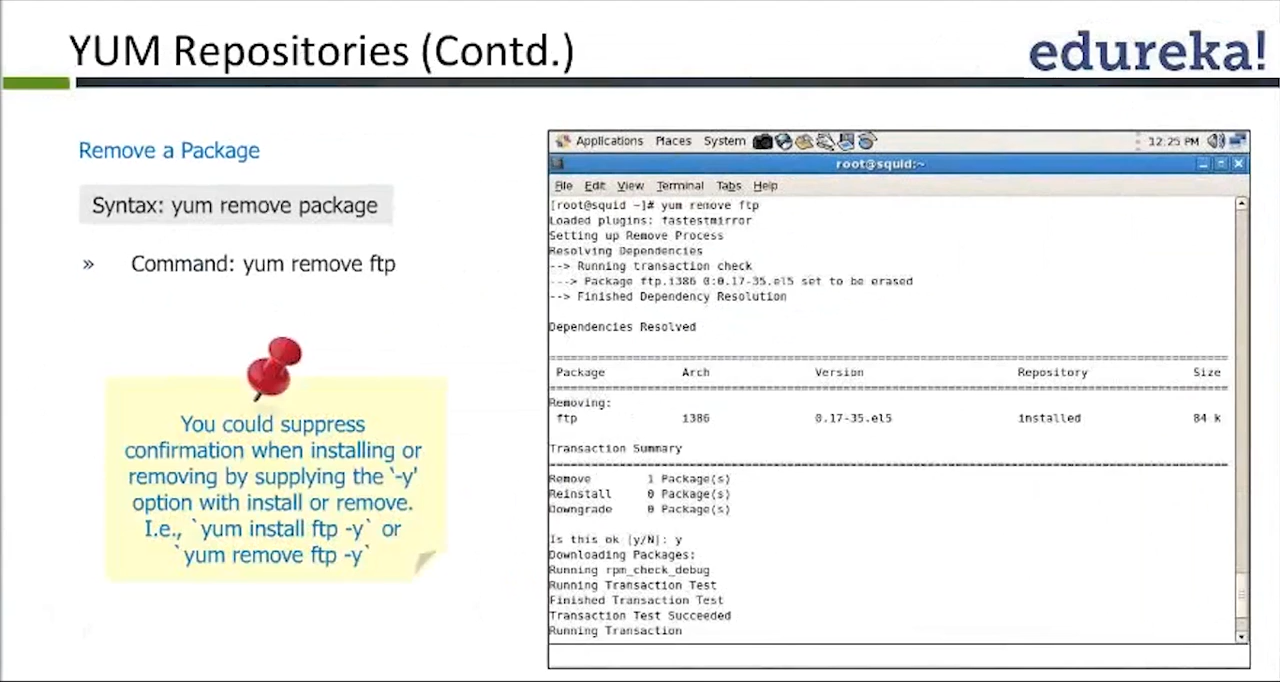 YUM Repositories (Contd.)
edureka!
Remove a Package
Syntax: yum remove package
» Command: yum remove ftp
You could suppress
confirmation when installing or
removing by supplying the `-y'
option with install or remove.
I.e., `yum install ftp -y` or
`yum remove ftp -y`
Applications Places System 12:25 PM
root@squid:~
File Edit View Terminal Tabs Help
[root@squid ~]# yum remove ftp
Loaded plugins: fastestmirror
Setting up Remove Process
Resolving Dependencies
--> Running transaction check
---> Package ftp.i386 0:0.17-35.el5 set to be erased
--> Finished Dependency Resolution
Dependencies Resolved
Package Arch Version Repository Size
Removing:
ftp i386 0.17-35.el5 installed 84 k
Transaction Summary
Remove 1 Package(s)
Reinstall 0 Package(s)
Downgrade 0 Package(s)
Is this ok [y/N]: y
Downloading Packages:
Running rpm_check_debug
Running Transaction Test
Finished Transaction Test
Transaction Test Succeeded
Running Transaction